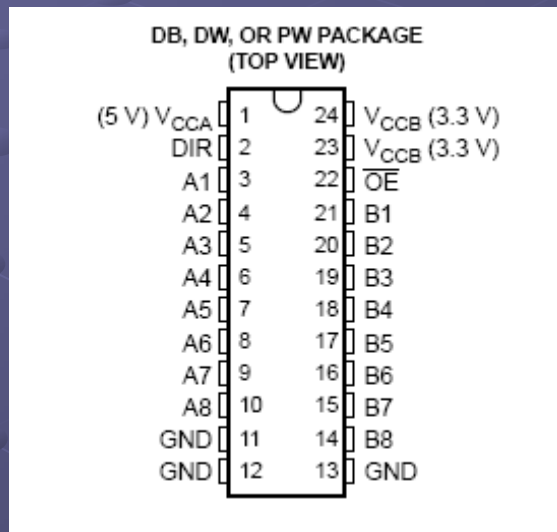 DB, DW, OR PW PACKAGE
(TOP VIEW)
(5 V) VCCA 1 24 VCCB (3.3 V)
DIR 2 23 VCCB (3.3 V)
A1 3 22 O̅E̅
A2 4 21 B1
A3 5 20 B2
A4 6 19 B3
A5 7 18 B4
A6 8 17 B5
A7 9 16 B6
A8 10 15 B7
GND 11 14 B8
GND 12 13 GND